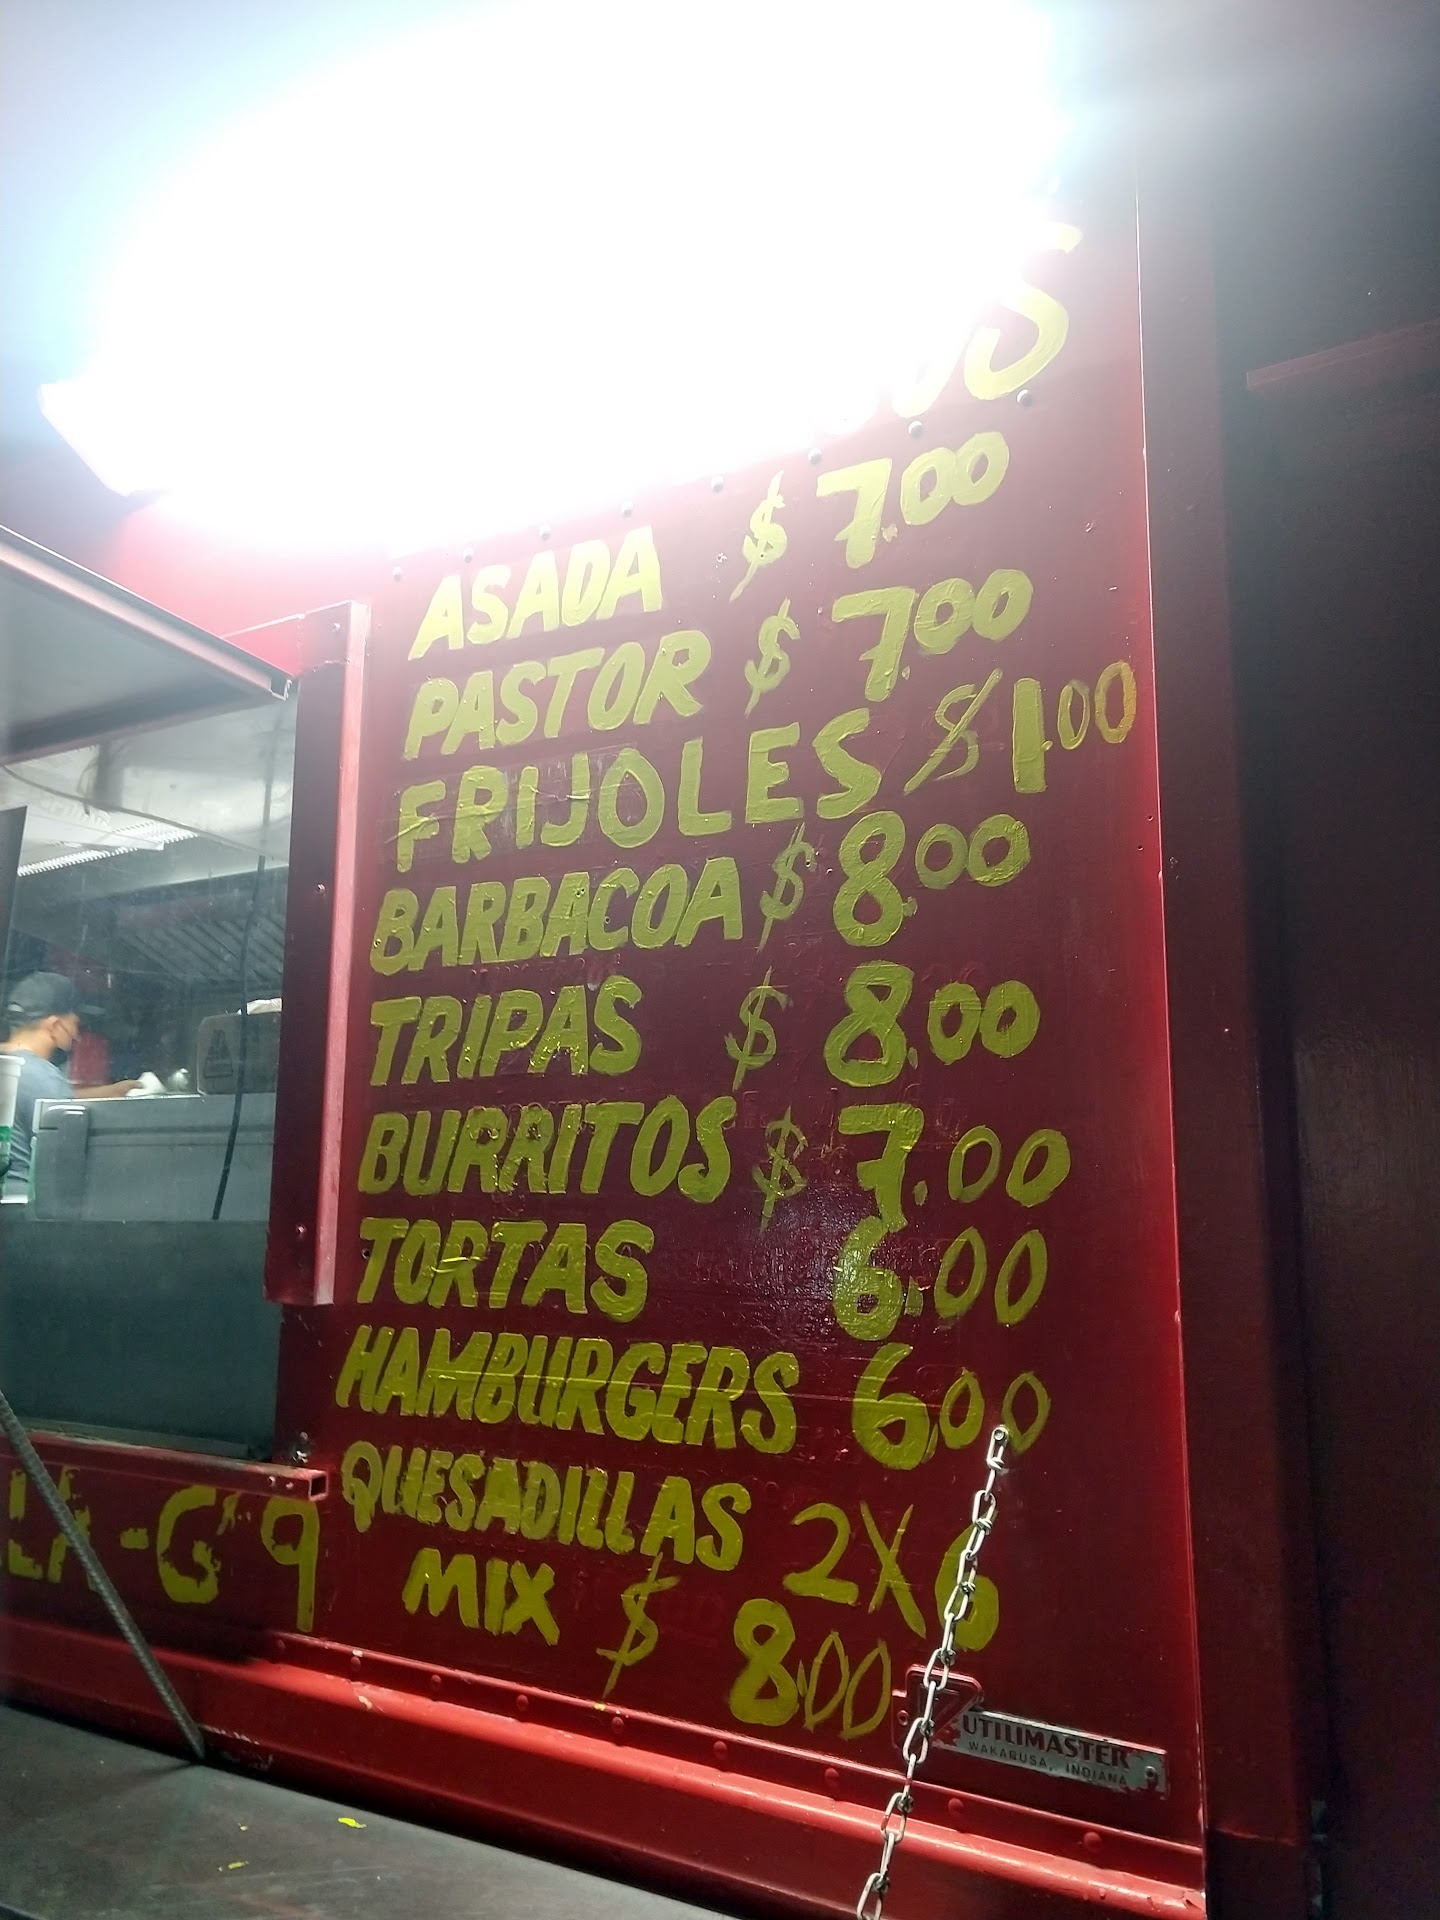 ASADA $ 7.00
PASTOR $ 7.00
FRIJOLES $1.00
BARBACOA $ 8.00
TRIPAS $ 8.00
BURRITOS $ 7.00
TORTAS 6.00
HAMBURGERS 6.00
QUESADILLAS 2X6
MIX $ 8.00
UTILIMASTER
WAKARUSA, INDIANA